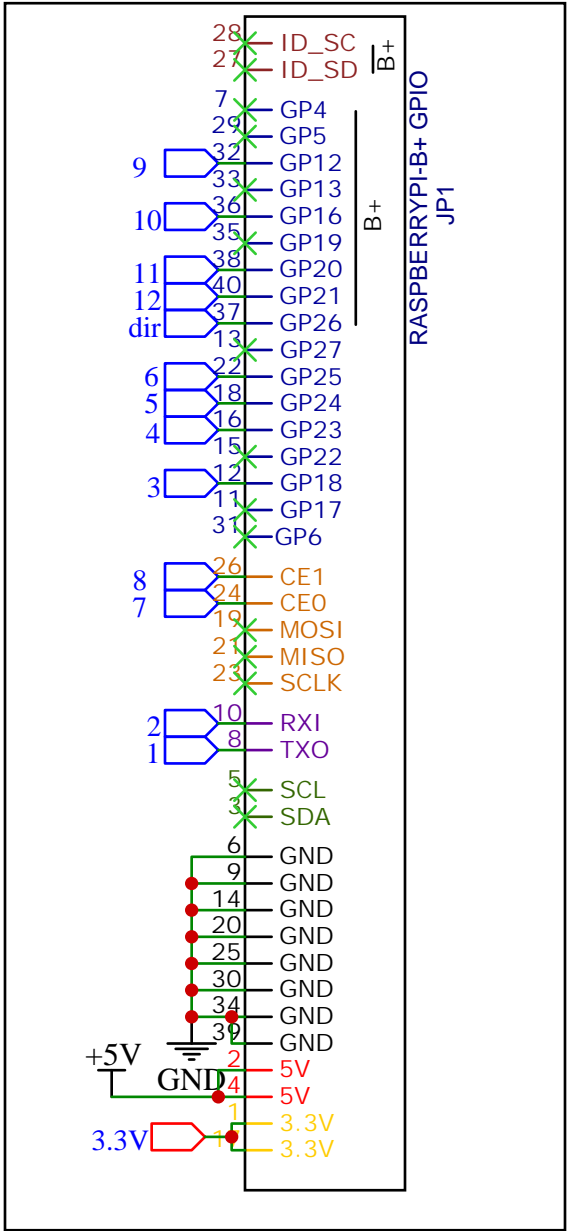 28 ID_SC
27 ID_SD
B+
7 GP4
29 GP5
9 32 GP12
33 GP13
10 36 GP16
35 GP19
11 38 GP20
12 40 GP21
dir 37 GP26
13 GP27
6 22 GP25
5 18 GP24
4 16 GP23
15 GP22
3 12 GP18
11 GP17
31 GP6
B+
RASPBERRYPI-B+ GPIO
JP1
8 26 CE1
7 24 CE0
19 MOSI
21 MISO
23 SCLK
2 10 RXI
1 8 TXO
5 SCL
3 SDA
6 GND
9 GND
14 GND
20 GND
25 GND
30 GND
34 GND
39 GND
+5V
GND
2 5V
4 5V
1 3.3V
3.3V
3.3V